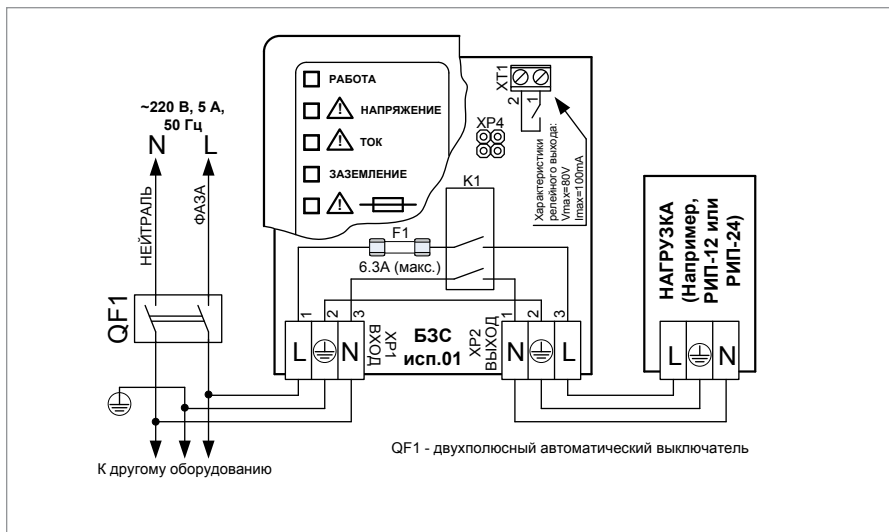 ~220 В, 5 А,
50 Гц
N L
НЕЙТРАЛЬ
ФАЗА
QF1
РАБОТА
НАПРЯЖЕНИЕ
ТОК
ЗАЗЕМЛЕНИЕ
XT1
2 1
XP4
Характеристики
релейного выхода:
Vmax=80V
Imax=100mA
K1
F1
6.3А (макс.)
1 2 3
L N
XP1
ВХОД
БЗС
исп.01
XP2
ВЫХОД
1 2 3
N L
НАГРУЗКА
(Например,
РИП-12 или
РИП-24)
L N
QF1 - двухполюсный автоматический выключатель
К другому оборудованию